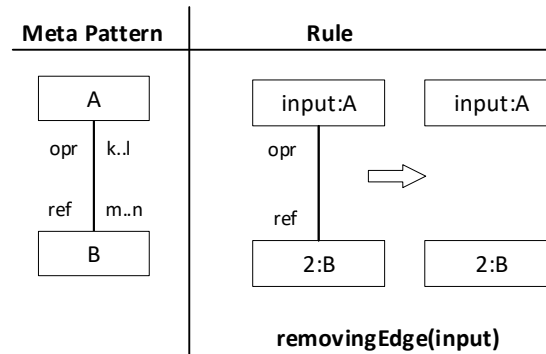 Meta Pattern Rule
A input:A input:A
opr k..l opr
ref m..n ref
B 2:B 2:B
removingEdge(input)